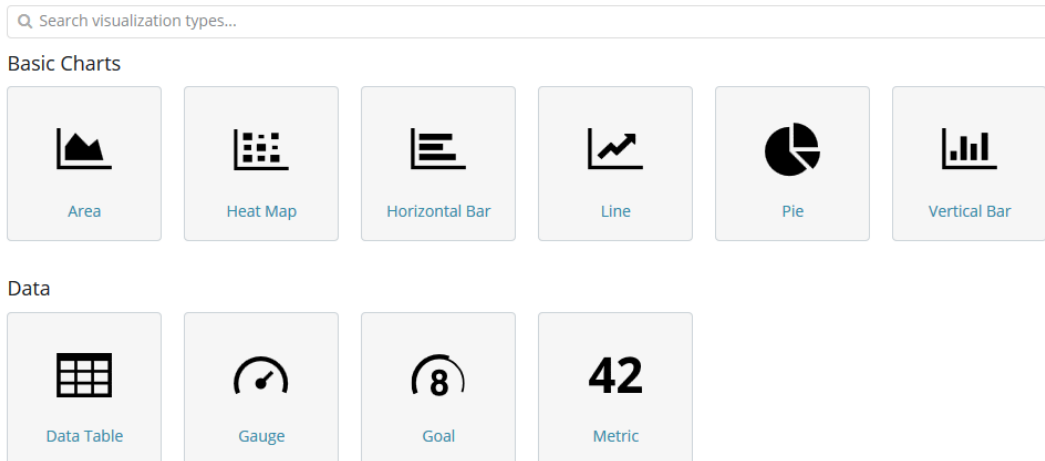 Search visualization types...
Basic Charts
Area
Heat Map
Horizontal Bar
Line
Pie
Vertical Bar
Data
8
42
Data Table
Gauge
Goal
Metric